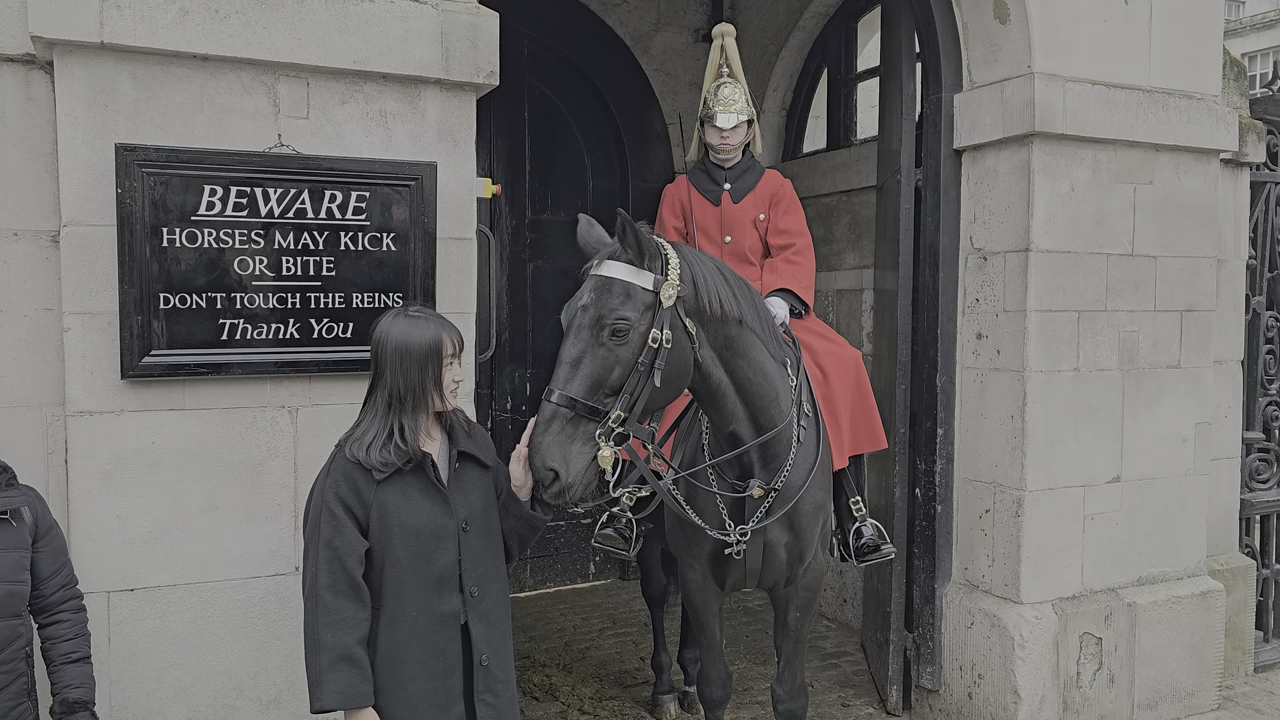 BEWARE
HORSES MAY KICK
OR BITE
DON'T TOUCH THE REINS
Thank You